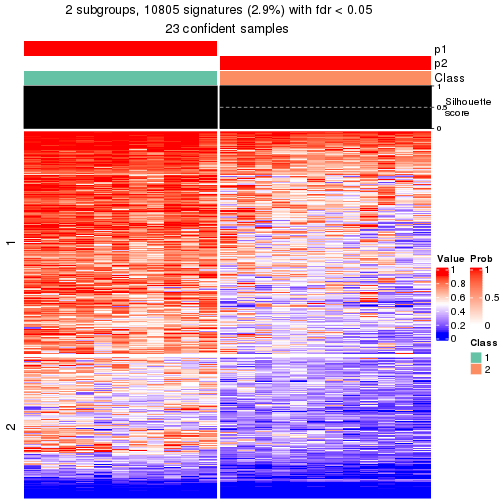 2 subgroups, 10805 signatures (2.9%) with fdr < 0.05
23 confident samples
p1
p2
Class
1
0.5
0
Silhouette
score
1
2
Value
1
0.8
0.6
0.4
0.2
0
Prob
1
0.5
0
Class
1
2